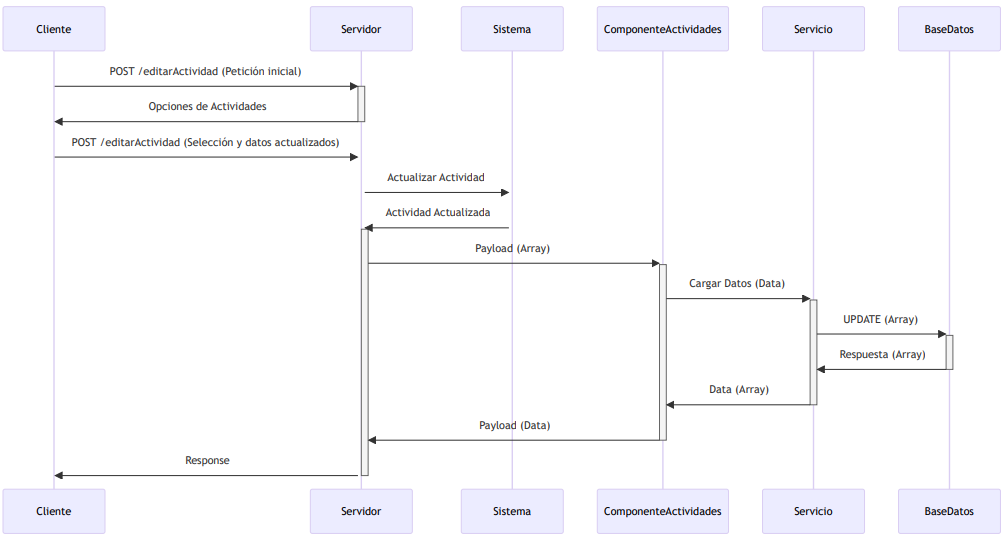 Cliente
Servidor
Sistema
ComponenteActividades
Servicio
BaseDatos
POST /editarActividad (Petición inicial)
Opciones de Actividades
POST /editarActividad (Selección y datos actualizados)
Actualizar Actividad
Actividad Actualizada
Payload (Array)
Cargar Datos (Data)
UPDATE (Array)
Respuesta (Array)
Data (Array)
Payload (Data)
Response
Cliente
Servidor
Sistema
ComponenteActividades
Servicio
BaseDatos